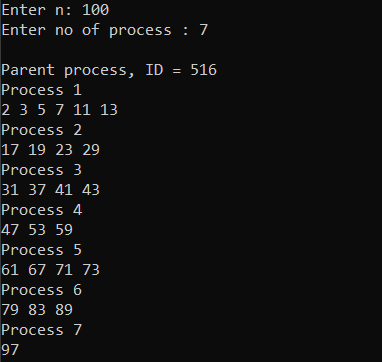 Enter n: 100
Enter no of process : 7
Parent process, ID = 516
Process 1
2 3 5 7 11 13
Process 2
17 19 23 29
Process 3
31 37 41 43
Process 4
47 53 59
Process 5
61 67 71 73
Process 6
79 83 89
Process 7
97